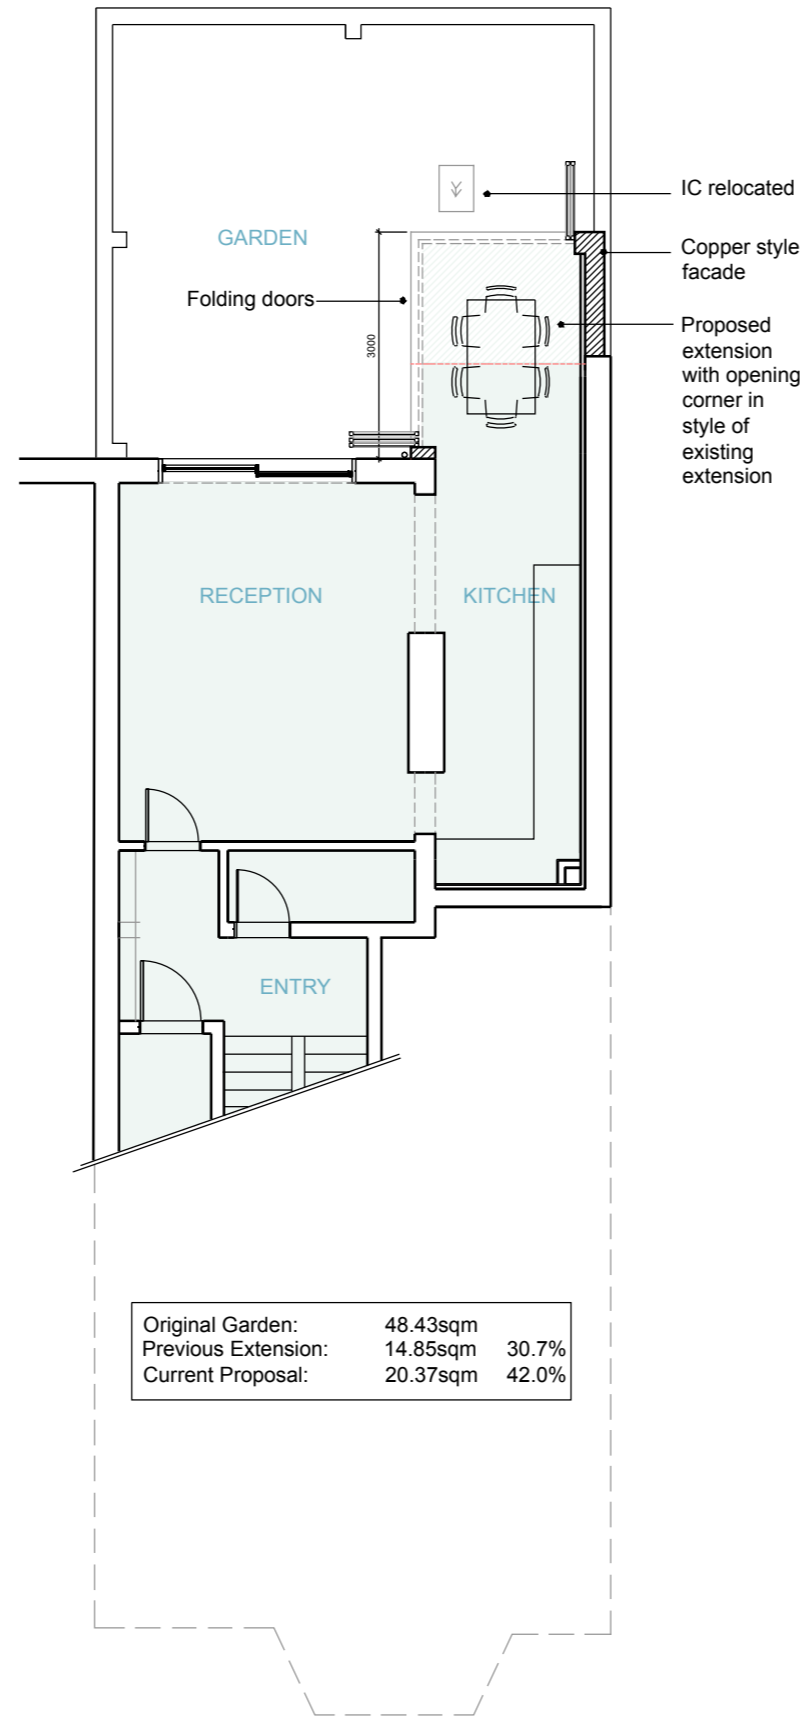 IC relocated
GARDEN
Copper style
facade
Folding doors
3000
Proposed
extension
with opening
corner in
style of
existing
extension
RECEPTION
KITCHEN
ENTRY
Original Garden: 48.43sqm
Previous Extension: 14.85sqm 30.7%
Current Proposal: 20.37sqm 42.0%